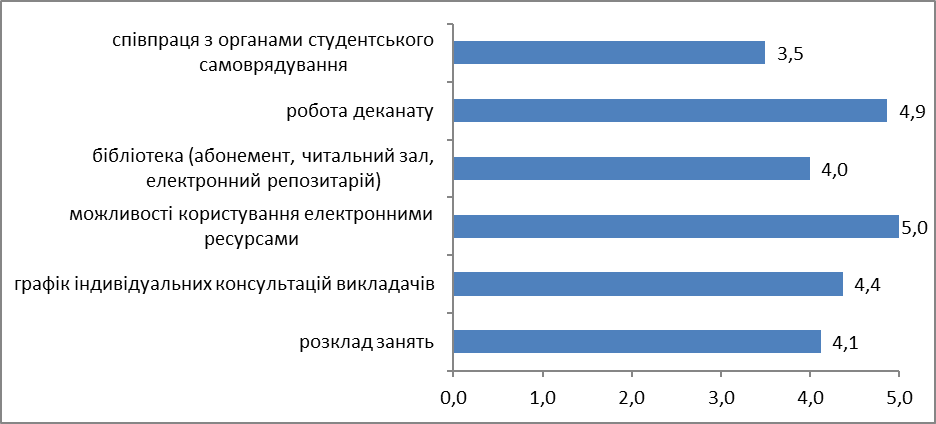 співпраця з органами студентського
самоврядування
3,5
робота деканату
4,9
бібліотека (абонемент, читальний зал,
електронний репозитарій)
4,0
можливості користування електронними
ресурсами
5,0
графік індивідуальних консультацій викладачів
4,4
розклад занять
4,1
0,0 1,0 2,0 3,0 4,0 5,0